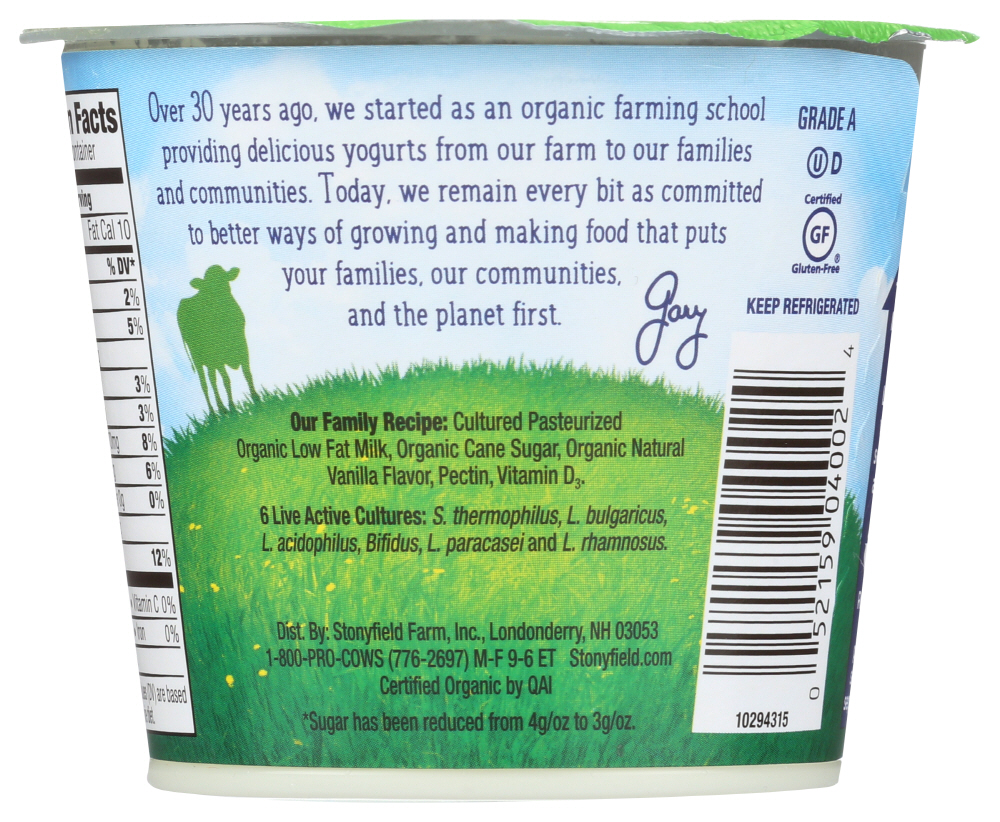 Facts
Fat Cal 10
% DV*
2%
5%
3%
3%
8%
6%
0%
12%
Vitamin C 0%
Iron 0%
(DV) are based
Over 30 years ago, we started as an organic farming school
providing delicious yogurts from our farm to our families
and communities. Today, we remain every bit as committed
to better ways of growing and making food that puts
your families, our communities,
and the planet first.
Gary
Our Family Recipe: Cultured Pasteurized
Organic Low Fat Milk, Organic Cane Sugar, Organic Natural
Vanilla Flavor, Pectin, Vitamin D3.
6 Live Active Cultures: S. thermophilus, L. bulgaricus,
L. acidophilus, Bifidus, L. paracasei and L. rhamnosus.
Dist. By: Stonyfield Farm, Inc., Londonderry, NH 03053
1-800-PRO-COWS (776-2697) M-F 9-6 ET Stonyfield.com
Certified Organic by QAI
*Sugar has been reduced from 4g/oz to 3g/oz.
GRADE A
U D
Certified
GF
®
Gluten-Free
KEEP REFRIGERATED
0 52159 04002 4
10294315